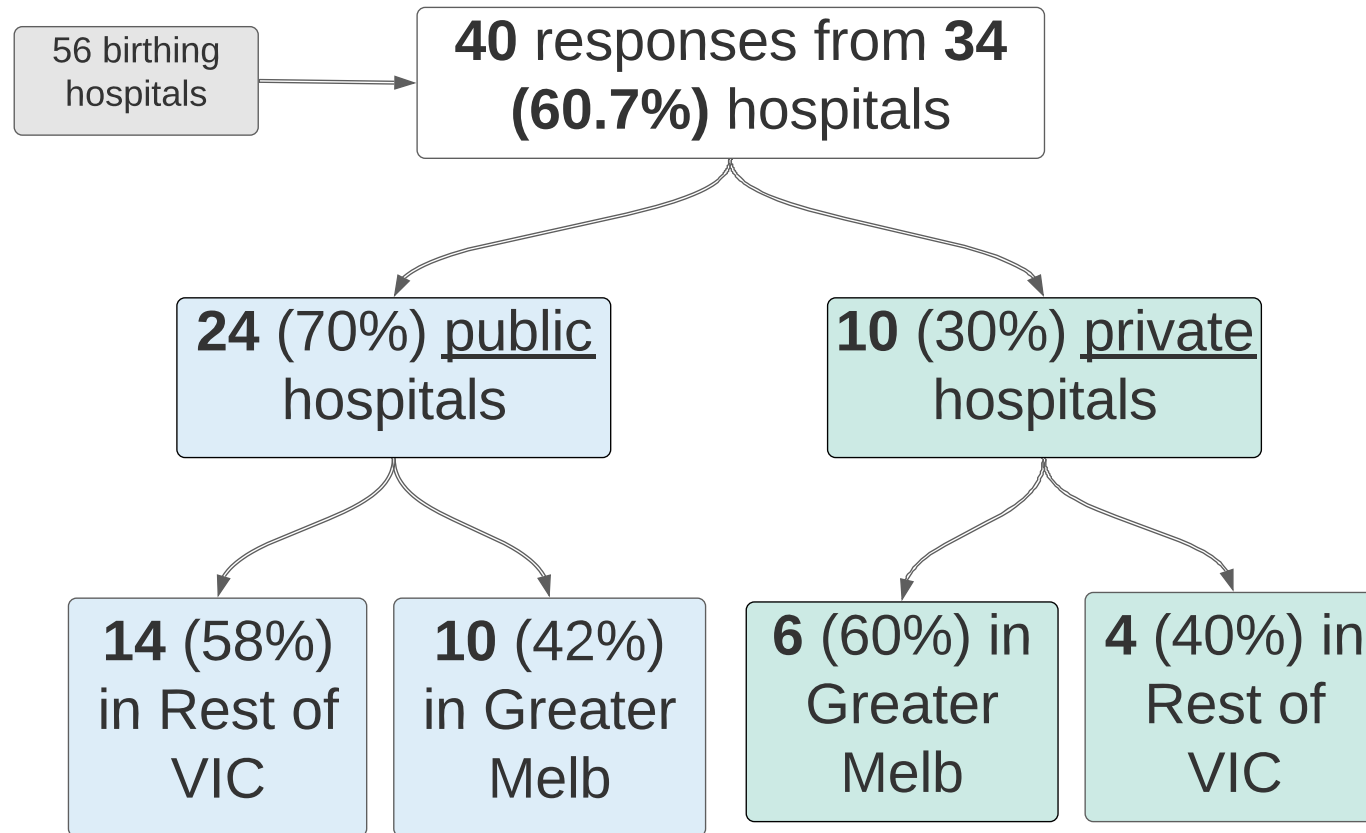 56 birthing
hospitals
40 responses from 34
(60.7%) hospitals
24 (70%) public
hospitals
10 (30%) private
hospitals
14 (58%)
in Rest of
VIC
10 (42%)
in Greater
Melb
6 (60%) in
Greater
Melb
4 (40%) in
Rest of
VIC